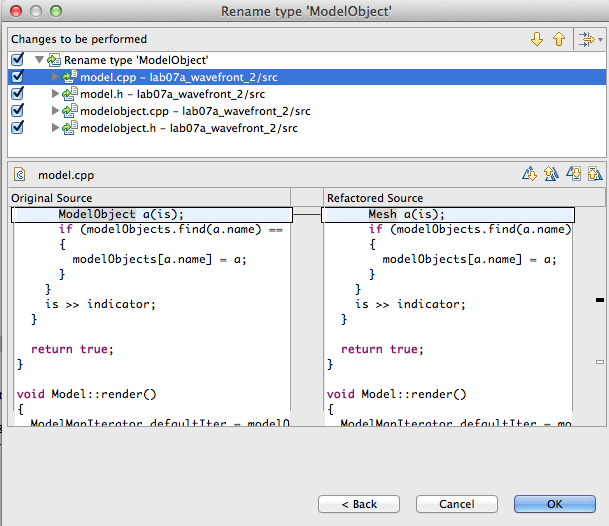 Rename type 'ModelObject'
Changes to be performed
Rename type 'ModelObject'
model.cpp – lab07a_wavefront_2/src
model.h – lab07a_wavefront_2/src
modelobject.cpp – lab07a_wavefront_2/src
modelobject.h – lab07a_wavefront_2/src
model.cpp
Original Source
ModelObject a(is);
if (modelObjects.find(a.name) ==
{
modelObjects[a.name] = a;
}
}
is >> indicator;
}
return true;
}
void Model::render()
{
ModelMapIterator defaultIter = modelO
Refactored Source
Mesh a(is);
if (modelObjects.find(a.name)
{
modelObjects[a.name] = a;
}
}
is >> indicator;
}
return true;
}
void Model::render()
{
ModelMapIterator defaultIter = mo
< Back
Cancel
OK